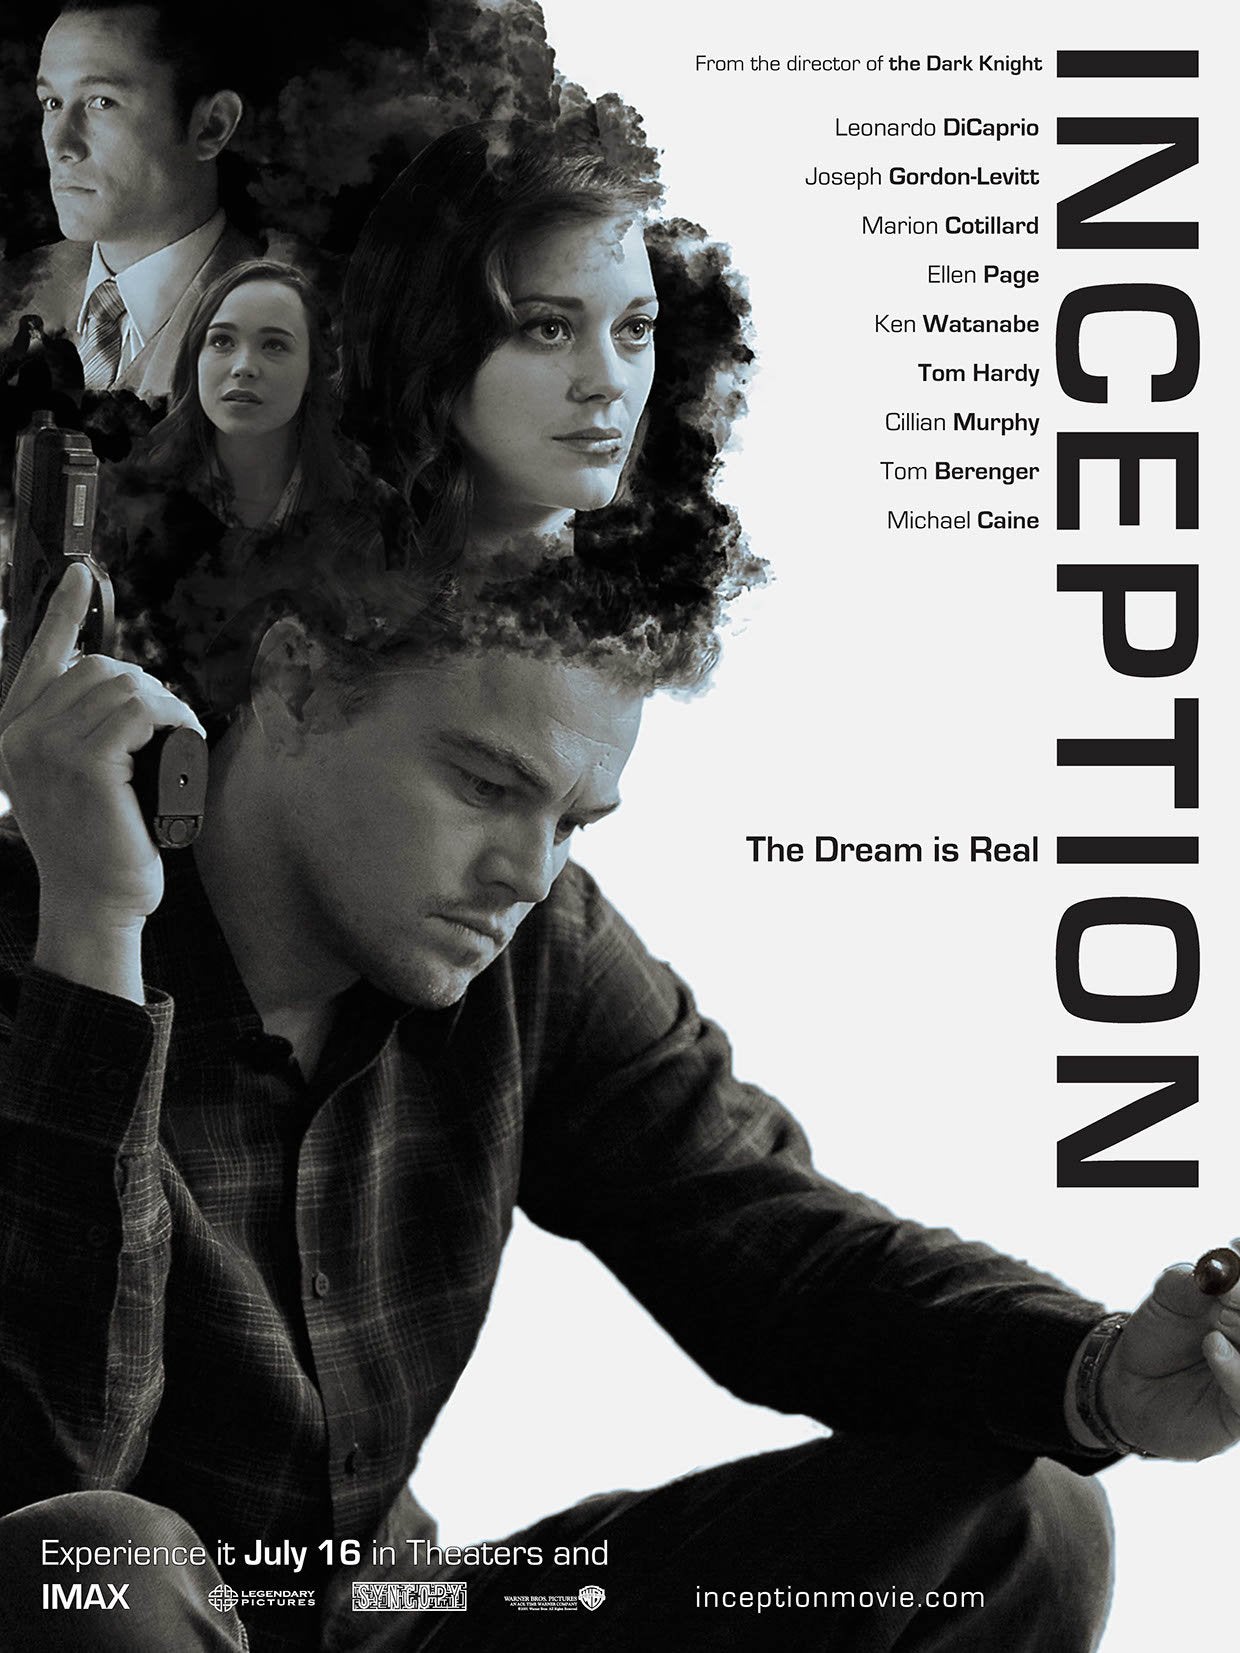 From the director of the Dark Knight
Leonardo DiCaprio
Joseph Gordon-Levitt
Marion Cotillard
Ellen Page
Ken Watanabe
Tom Hardy
Cillian Murphy
Tom Berenger
Michael Caine
INCEPTION
The Dream is Real
Experience it July 16 in Theaters and
IMAX
LEGENDARY
PICTURES
SYNCOPY
WARNER BROS. PICTURES
inceptionmovie.com